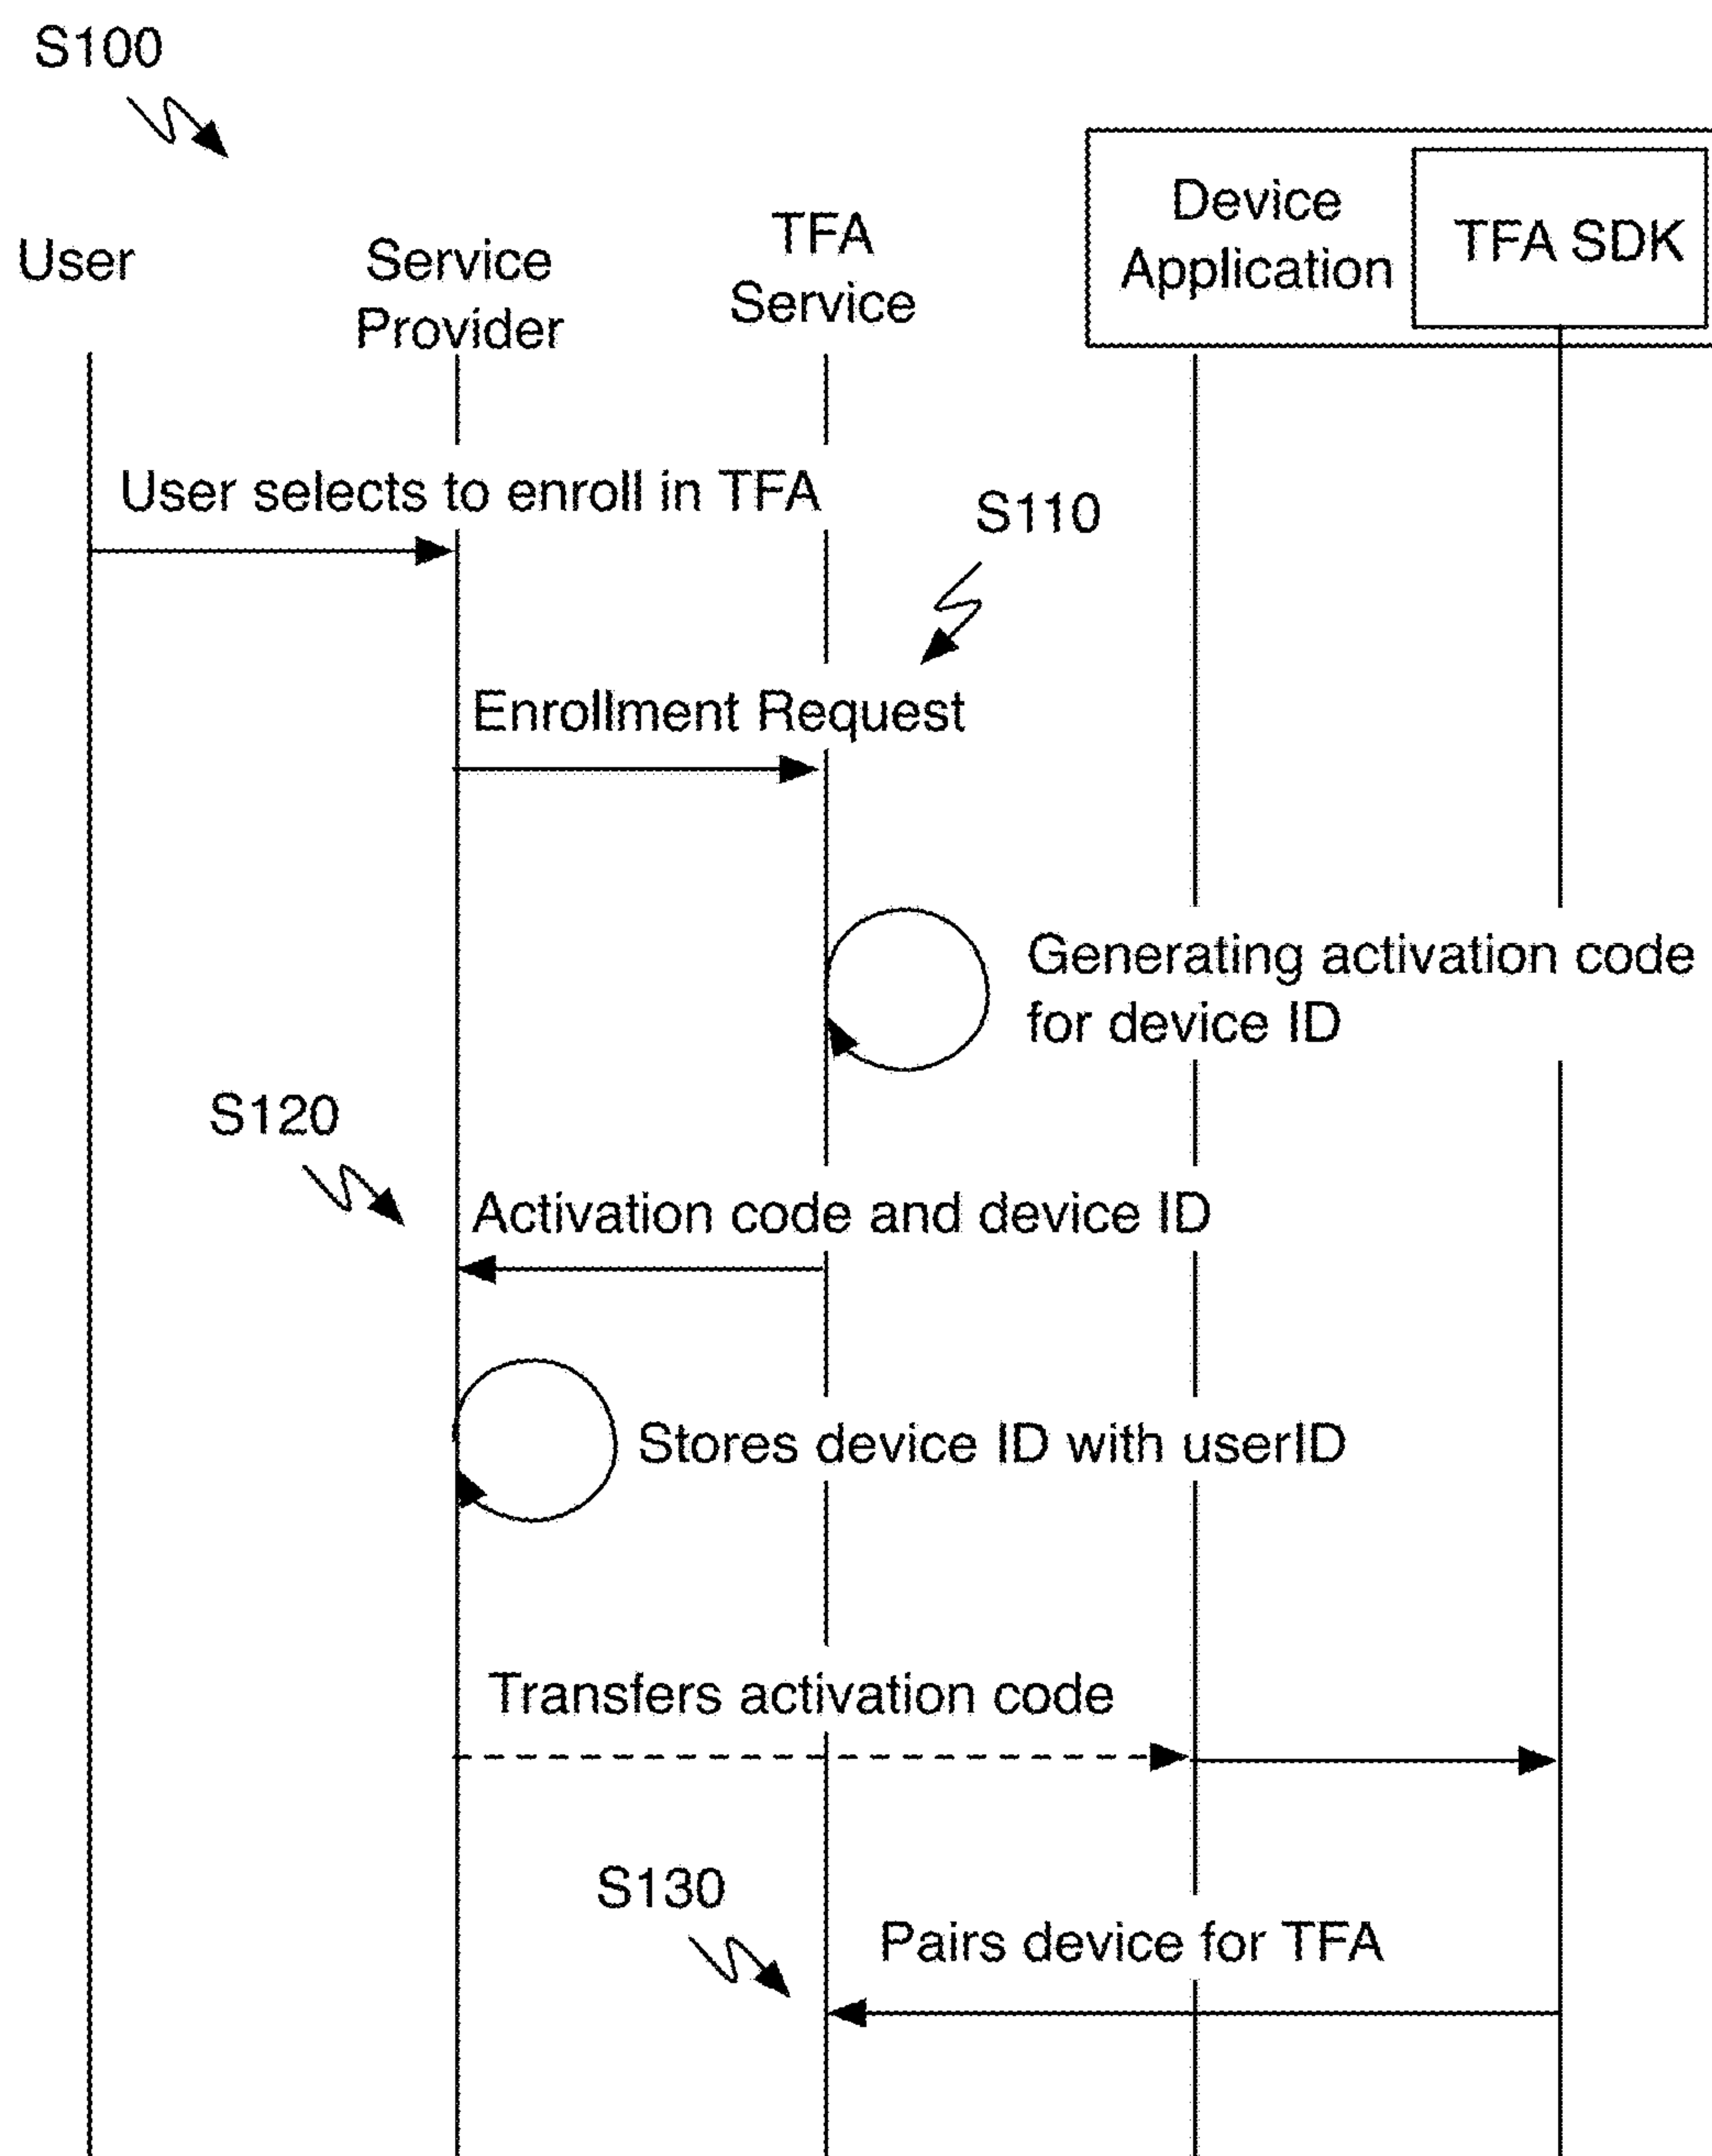 S100
User
Service
Provider
TFA
Service
Device
Application
TFA SDK
User selects to enroll in TFA
S110
Enrollment Request
Generating activation code
for device ID
S120
Activation code and device ID
Stores device ID with userID
Transfers activation code
S130
Pairs device for TFA